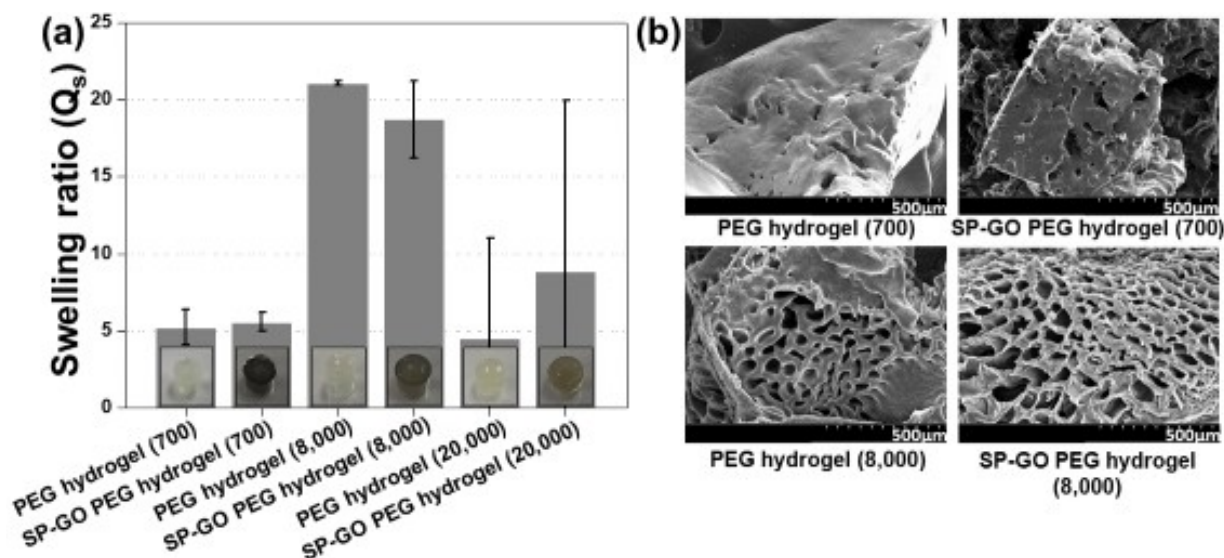 (a)
Swelling ratio (Qs)
25
20
15
10
5
0
PEG hydrogel (700)
SP-GO PEG hydrogel (700)
PEG hydrogel (8,000)
SP-GO PEG hydrogel (8,000)
PEG hydrogel (20,000)
SP-GO PEG hydrogel (20,000)
(b)
500µm
500µm
PEG hydrogel (700)
SP-GO PEG hydrogel (700)
500µm
500µm
PEG hydrogel (8,000)
SP-GO PEG hydrogel
(8,000)